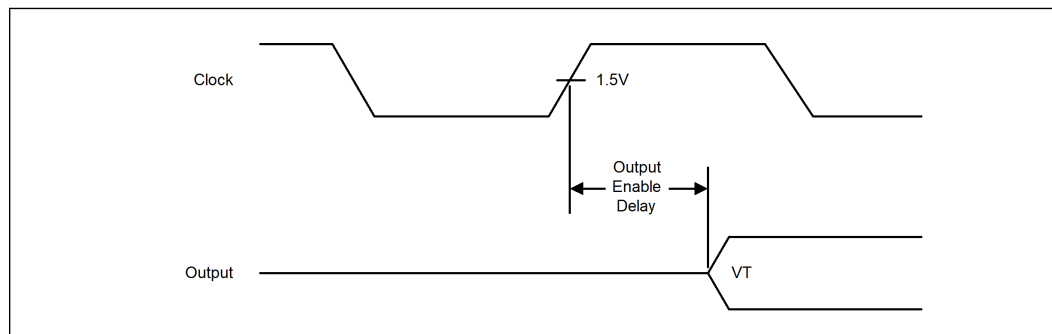 Clock
1.5V
Output
Enable
Delay
Output
VT